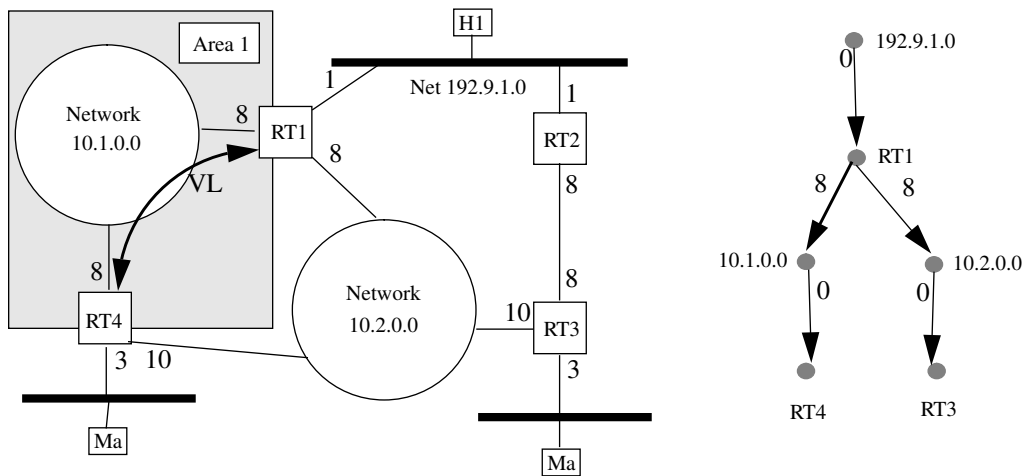 H1
Area 1
192.9.1.0
0
1
Net 192.9.1.0
1
Network
10.1.0.0
8
RT1
RT2
8
VL
8
RT1
8
8
8
8
10.1.0.0
10.2.0.0
0
0
Network
10.2.0.0
10
RT3
RT4
3
10
3
RT4
RT3
Ma
Ma